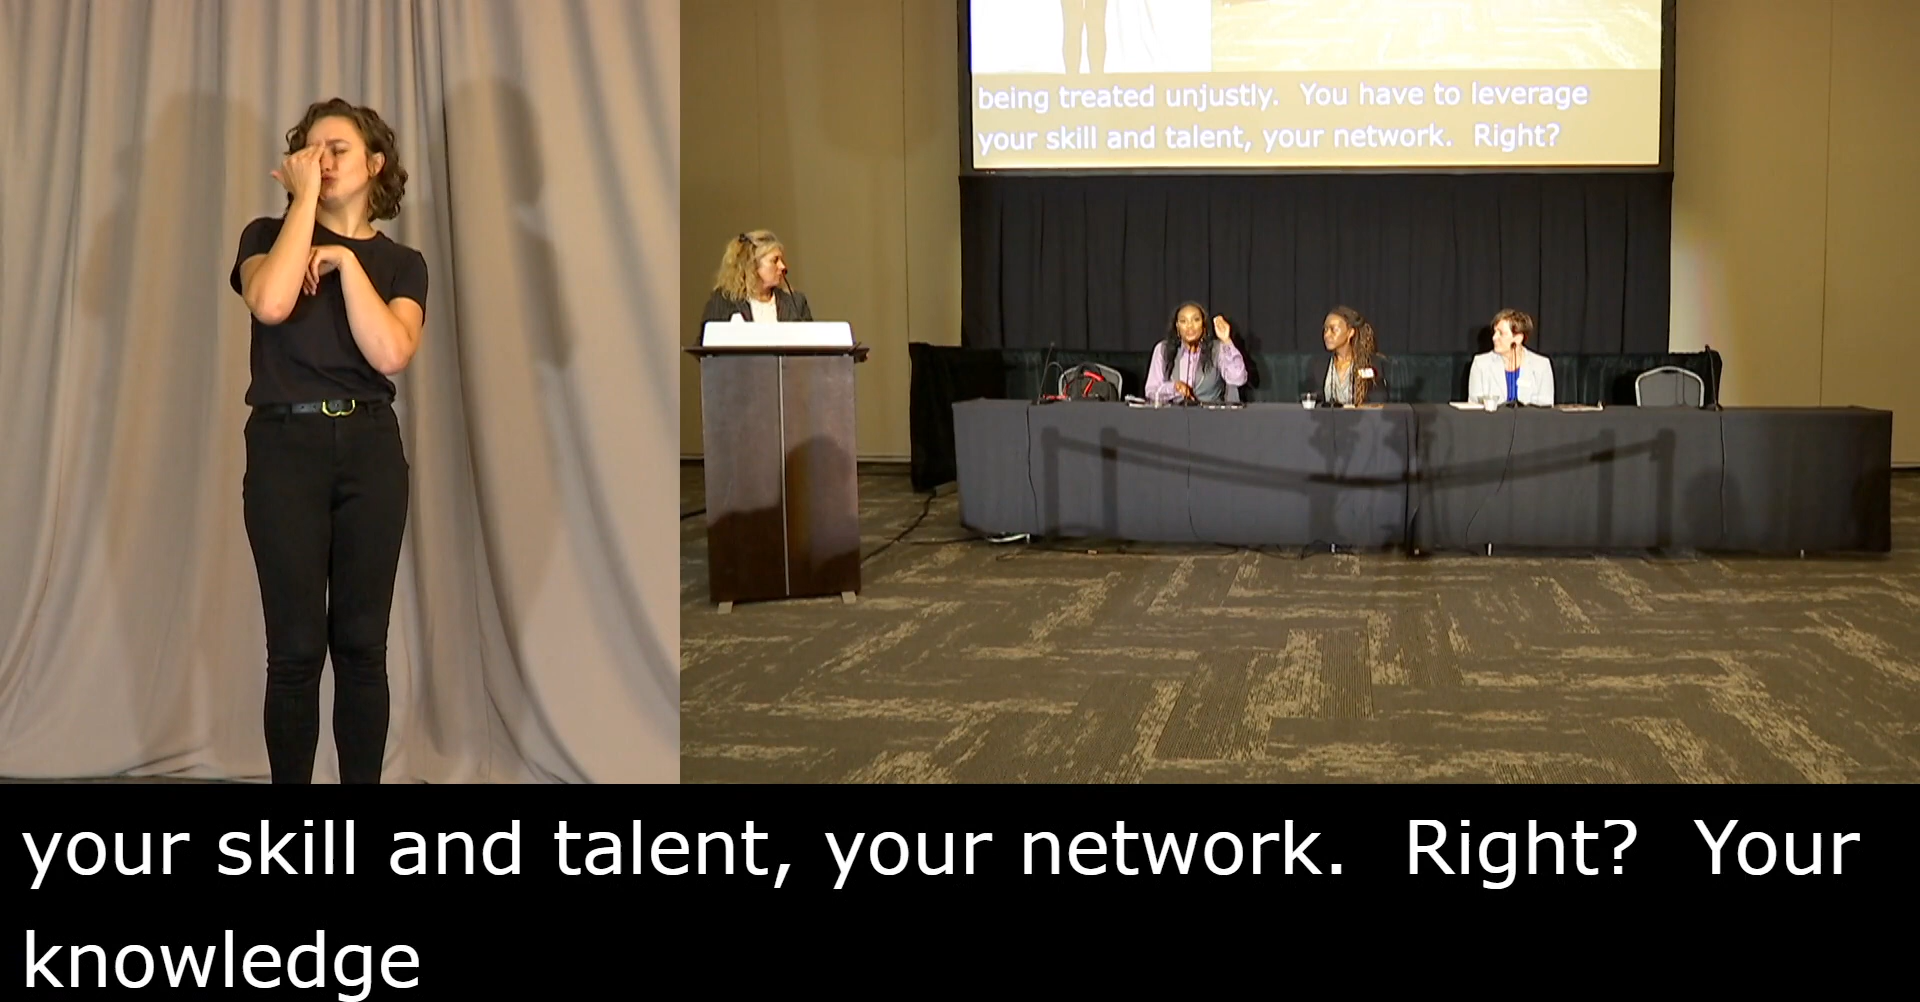 being treated unjustly.  You have to leverage
your skill and talent, your network.  Right?
your skill and talent, your network.  Right?  Your
knowledge